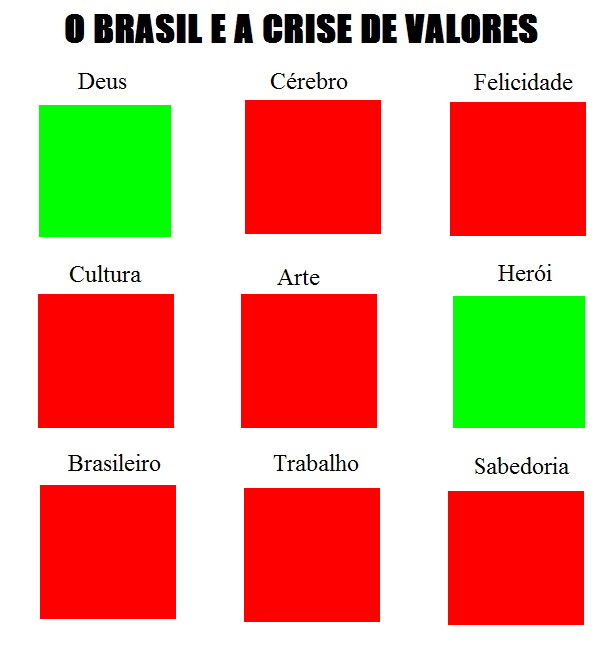 O BRASIL E A CRISE DE VALORES
Deus
Cérebro
Felicidade
Cultura
Arte
Herói
Brasileiro
Trabalho
Sabedoria